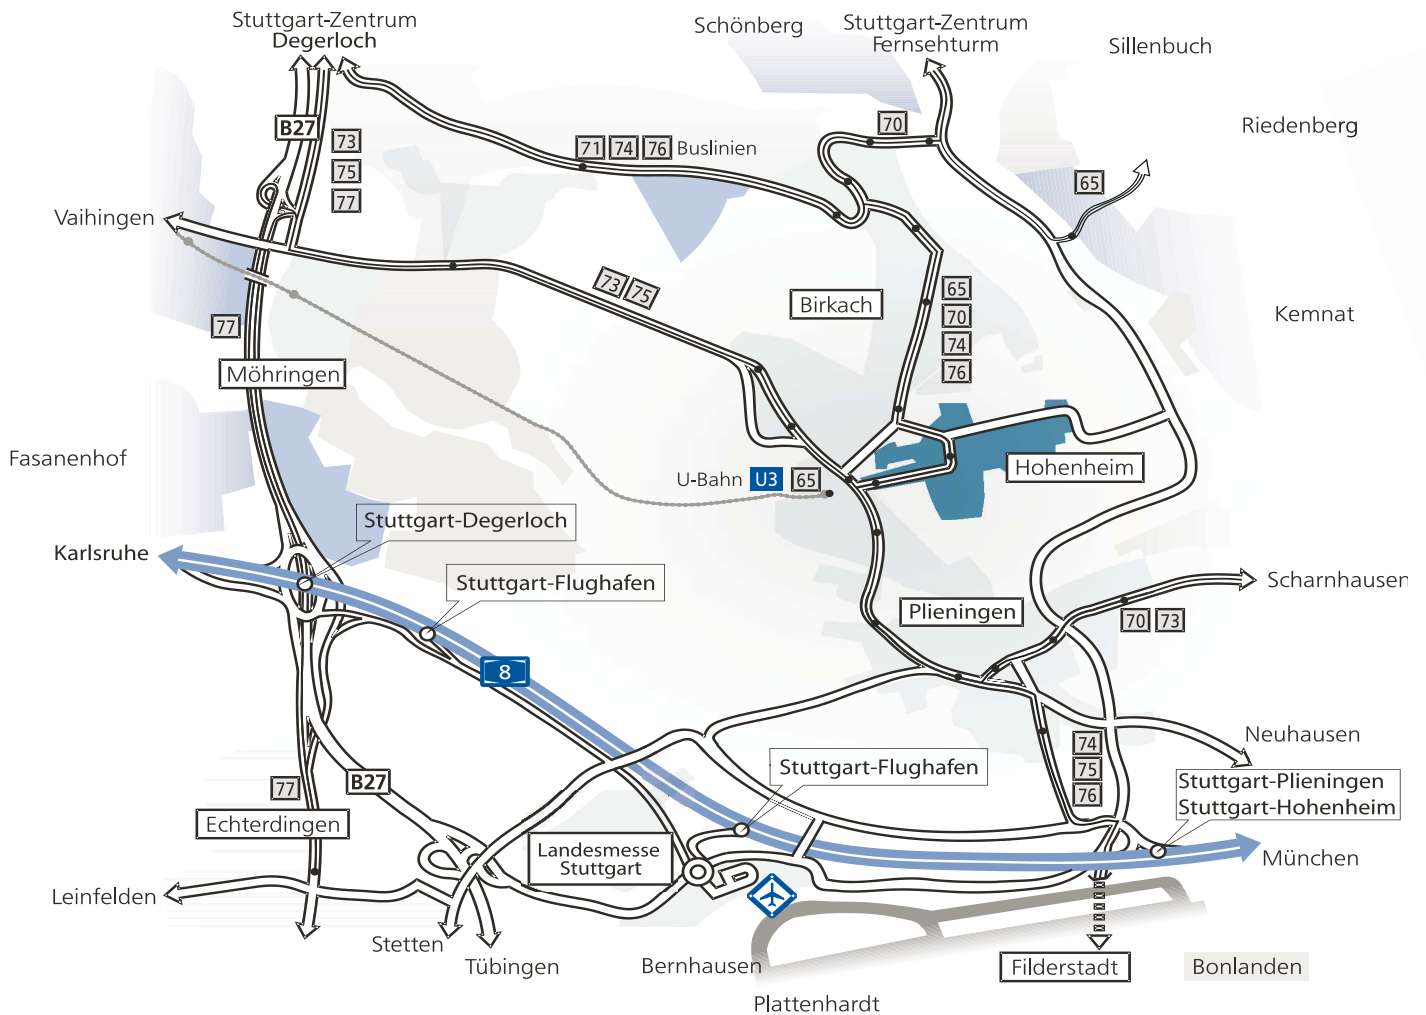 Stuttgart-Zentrum
Degerloch
Schönberg
Stuttgart-Zentrum
Fernsehturm
Sillenbuch
Riedenberg
B27
73
75
77
71 74 76 Buslinien
70
65
Vaihingen
73 75
77
Birkach
65
70
74
76
Kemnat
Möhringen
Fasanenhof
U-Bahn U3 65
Hohenheim
Stuttgart-Degerloch
Karlsruhe
Stuttgart-Flughafen
Scharnhausen
Plieningen
70 73
8
Neuhausen
74
75
76
Stuttgart-Flughafen
Stuttgart-Plieningen
Stuttgart-Hohenheim
77
B27
Echterdingen
Landesmesse
Stuttgart
München
Leinfelden
Stetten
Tübingen
Bernhausen
Filderstadt
Bonlanden
Plattenhardt